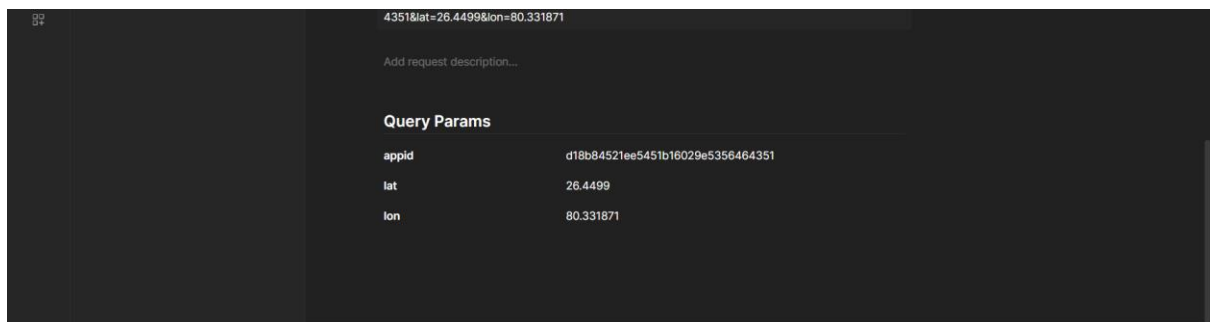 4351&lat=26.4499&lon=80.331871
Add request description...
Query Params
appid d18b84521ee5451b16029e5356464351
lat 26.4499
lon 80.331871